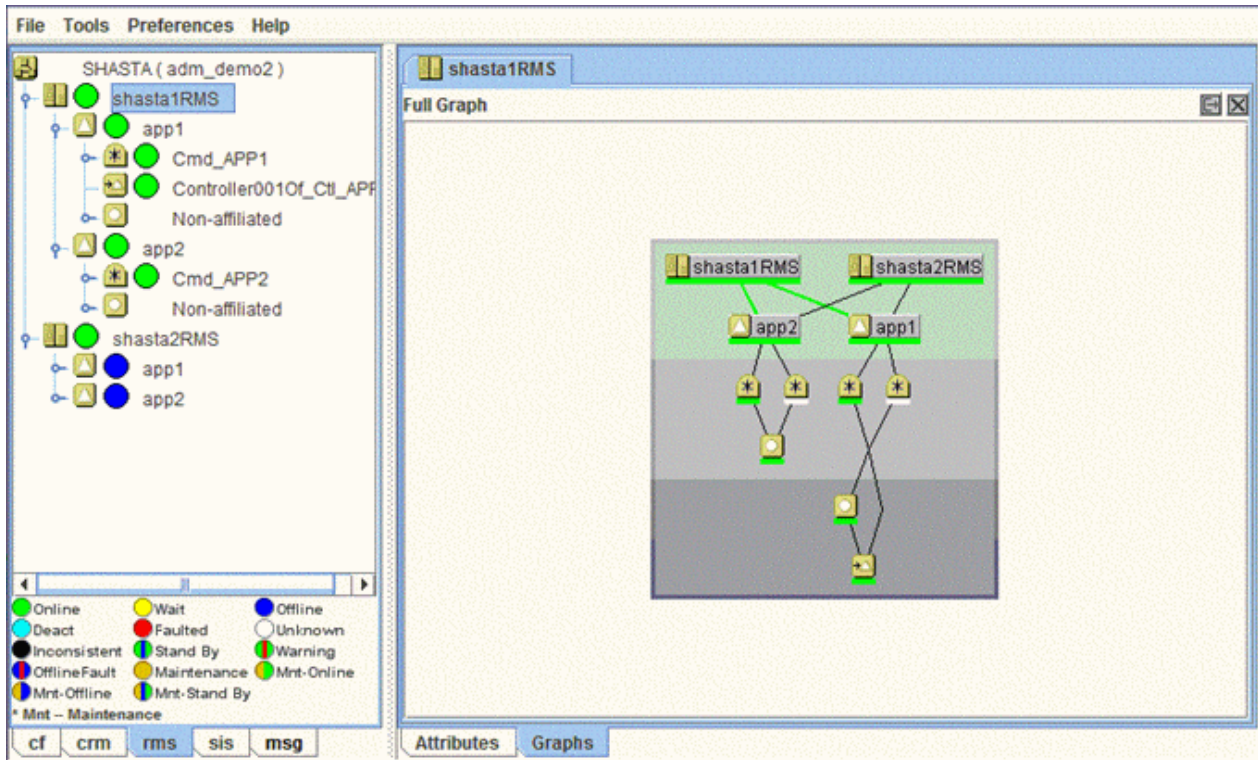 File Tools Preferences Help
SHASTA ( adm_demo2 )
shasta1RMS
app1
Cmd_APP1
Controller001Of_Ctl_APP
Non-affiliated
app2
Cmd_APP2
Non-affiliated
shasta2RMS
app1
app2
Online Wait Offline
Deact Faulted Unknown
Inconsistent Stand By Warning
OfflineFault Maintenance Mnt-Online
Mnt-Offline Mnt-Stand By
* Mnt -- Maintenance
cf crm rms sis msg
shasta1RMS
Full Graph
shasta1RMS shasta2RMS
app2 app1
Attributes Graphs